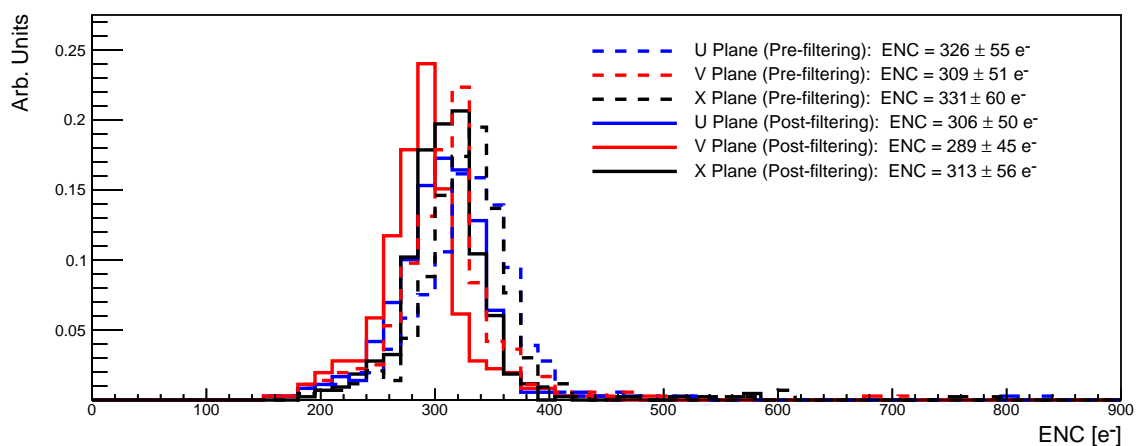 Arb. Units
0.25
0.2
0.15
0.1
0.05
U Plane (Pre-filtering): ENC = 326 ± 55 e⁻
V Plane (Pre-filtering): ENC = 309 ± 51 e⁻
X Plane (Pre-filtering): ENC = 331 ± 60 e⁻
U Plane (Post-filtering): ENC = 306 ± 50 e⁻
V Plane (Post-filtering): ENC = 289 ± 45 e⁻
X Plane (Post-filtering): ENC = 313 ± 56 e⁻
0 100 200 300 400 500 600 700 800 900
ENC [e⁻]